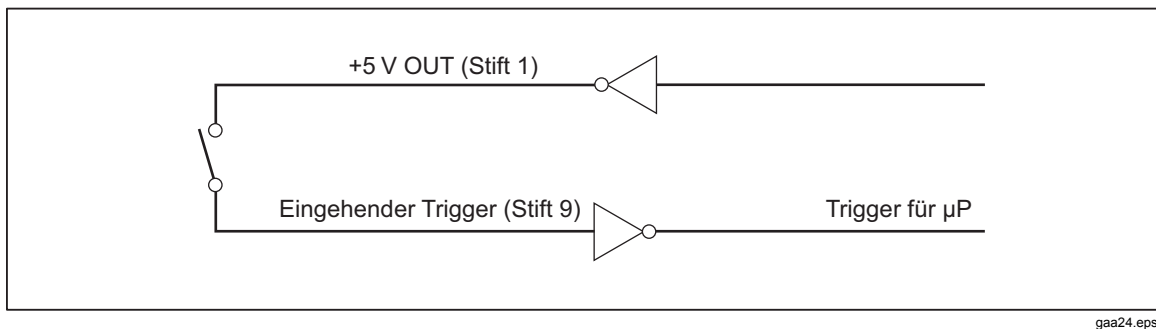 +5 V OUT (Stift 1)
Eingehender Trigger (Stift 9)
Trigger für µP
gaa24.eps